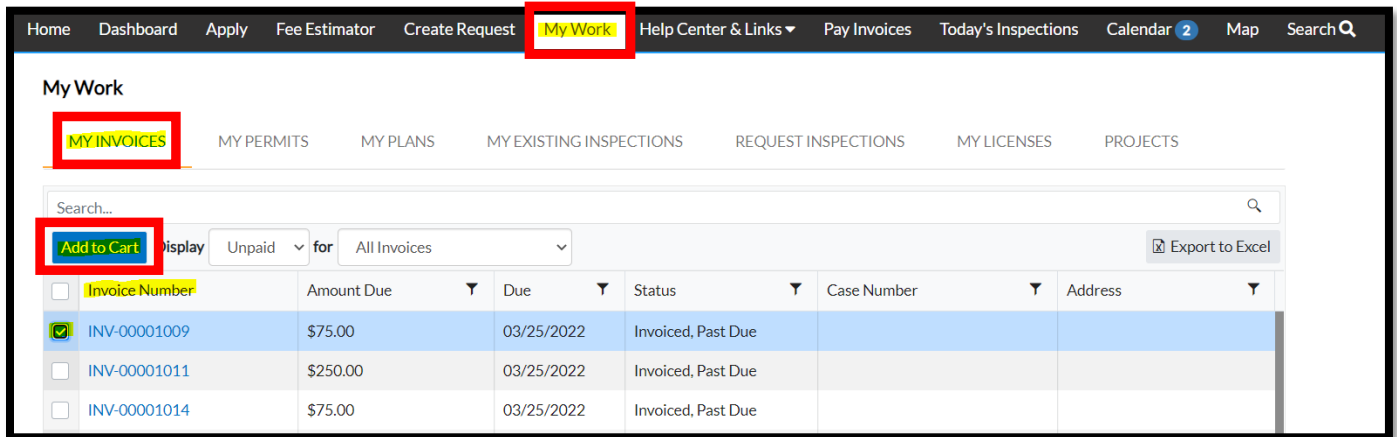 Home Dashboard Apply Fee Estimator Create Request My Work Help Center & Links Pay Invoices Today's Inspections Calendar 2 Map Search
My Work
MY INVOICES MY PERMITS MY PLANS MY EXISTING INSPECTIONS REQUEST INSPECTIONS MY LICENSES PROJECTS
Search...
Add to Cart Display Unpaid for All Invoices Export to Excel
Invoice Number Amount Due Due Status Case Number Address
INV-00001009 $75.00 03/25/2022 Invoiced, Past Due
INV-00001011 $250.00 03/25/2022 Invoiced, Past Due
INV-00001014 $75.00 03/25/2022 Invoiced, Past Due